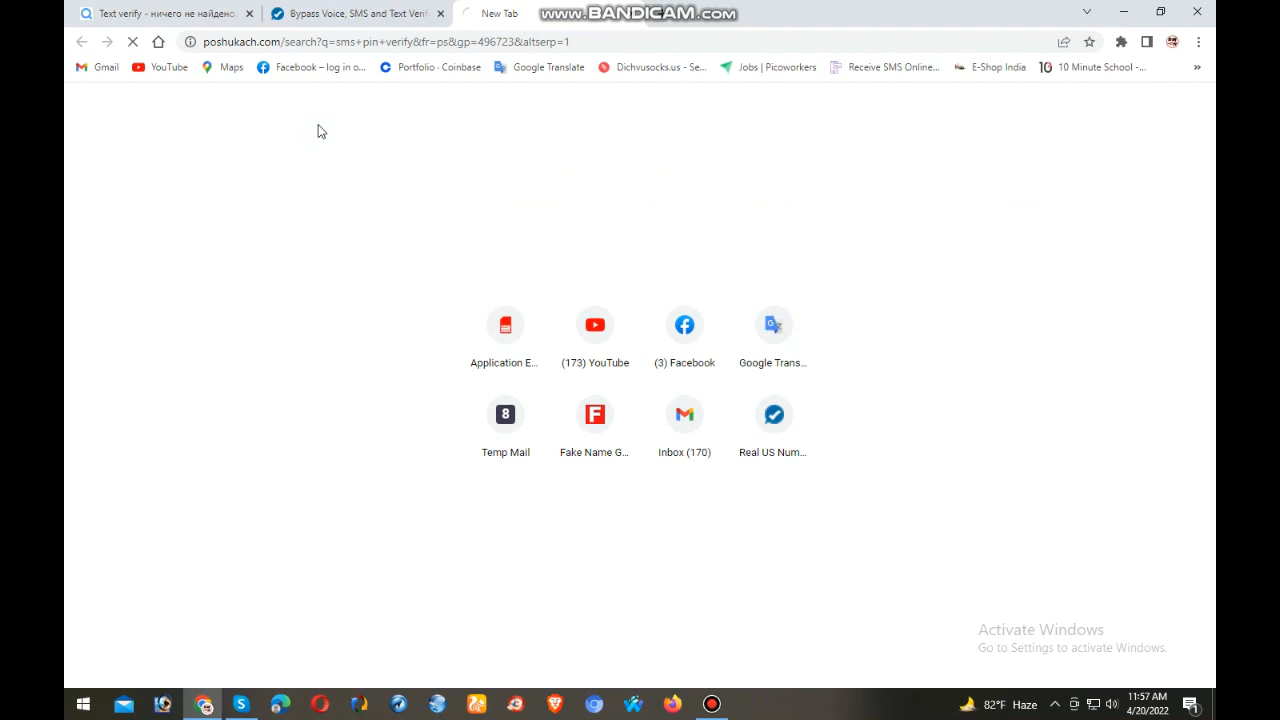 Text verify - ничего не найдено
Bypass Voice, SMS and Text Verif
New Tab
www.BANDICAM.com
poshukach.com/search?q=sms+pin+verify&fr=ps&gp=496723&altserp=1
Gmail
YouTube
Maps
Facebook – log in o...
Portfolio - Coinbase
Google Translate
Dichvusocks.us - Se...
Jobs | Picoworkers
Receive SMS Online...
E-Shop India
10 10 Minute School -...
»
Application E...
(173) YouTube
(3) Facebook
Google Trans...
8
F
Temp Mail
Fake Name G...
Inbox (170)
Real US Num...
Activate Windows
Go to Settings to activate Windows.
82°F Haze
11:57 AM
4/20/2022
1